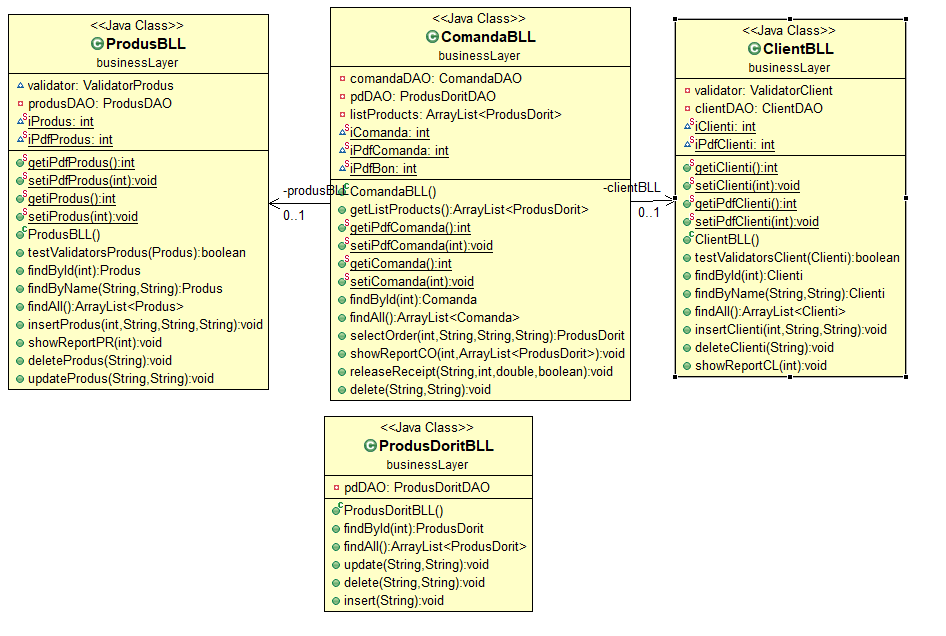 <<Java Class>>
ProdusBLL
businessLayer
validator: ValidatorProdus
produsDAO: ProdusDAO
iProdus: int
iPdfProdus: int
getiPdfProdus():int
setiPdfProdus(int):void
getiProdus():int
setiProdus(int):void
ProdusBLL()
testValidatorsProdus(Produs):boolean
findById(int):Produs
findByName(String,String):Produs
findAll():ArrayList<Produs>
insertProdus(int,String,String,String):void
showReportPR(int):void
deleteProdus(String):void
updateProdus(String,String):void
-produsBLL
0..1
<<Java Class>>
ComandaBLL
businessLayer
comandaDAO: ComandaDAO
pdDAO: ProdusDoritDAO
listProducts: ArrayList<ProdusDorit>
iComanda: int
iPdfComanda: int
iPdfBon: int
ComandaBLL()
getListProducts():ArrayList<ProdusDorit>
getiPdfComanda():int
setiPdfComanda(int):void
getiComanda():int
setiComanda(int):void
findById(int):Comanda
findAll():ArrayList<Comanda>
selectOrder(int,String,String,String):ProdusDorit
showReportCO(int,ArrayList<ProdusDorit>):void
releaseReceipt(String,int,double,boolean):void
delete(String,String):void
-clientBLL
0..1
<<Java Class>>
ClientBLL
businessLayer
validator: ValidatorClient
clientDAO: ClientDAO
iClienti: int
iPdfClienti: int
getiClienti():int
setiClienti(int):void
getiPdfClienti():int
setiPdfClienti(int):void
ClientBLL()
testValidatorsClient(Clienti):boolean
findById(int):Clienti
findByName(String,String):Clienti
findAll():ArrayList<Clienti>
insertClienti(int,String,String):void
deleteClienti(String):void
showReportCL(int):void
<<Java Class>>
ProdusDoritBLL
businessLayer
pdDAO: ProdusDoritDAO
ProdusDoritBLL()
findById(int):ProdusDorit
findAll():ArrayList<ProdusDorit>
update(String,String):void
delete(String,String):void
insert(String):void